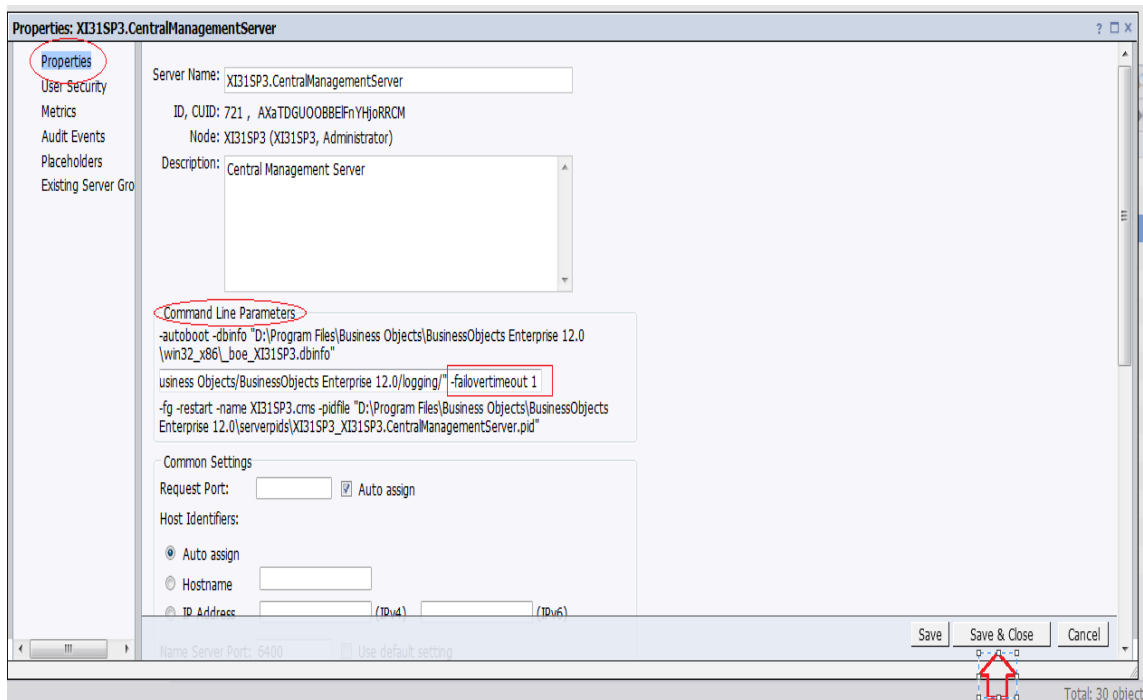 Properties: XI31SP3.CentralManagementServer
?
Properties
User Security
Metrics
Audit Events
Placeholders
Existing Server Gro
Server Name: XI31SP3.CentralManagementServer
ID, CUID: 721 , AXaTDGUOOBBElFnYHjoRRCM
Node: XI31SP3 (XI31SP3, Administrator)
Description: Central Management Server
Command Line Parameters
-autoboot -dbinfo "D:\Program Files\Business Objects\BusinessObjects Enterprise 12.0
\win32_x86\_boe_XI31SP3.dbinfo"
usiness Objects/BusinessObjects Enterprise 12.0/logging/" -failovertimeout 1
-fg -restart -name XI31SP3.cms -pidfile "D:\Program Files\Business Objects\BusinessObjects
Enterprise 12.0\serverpids\XI31SP3_XI31SP3.CentralManagementServer.pid"
Common Settings
Request Port: Auto assign
Host Identifiers:
Auto assign
Hostname
IP Address (IPv4) (IPv6)
Name Server Port: 6400 Use default setting
Save Save & Close Cancel
Total: 30 object